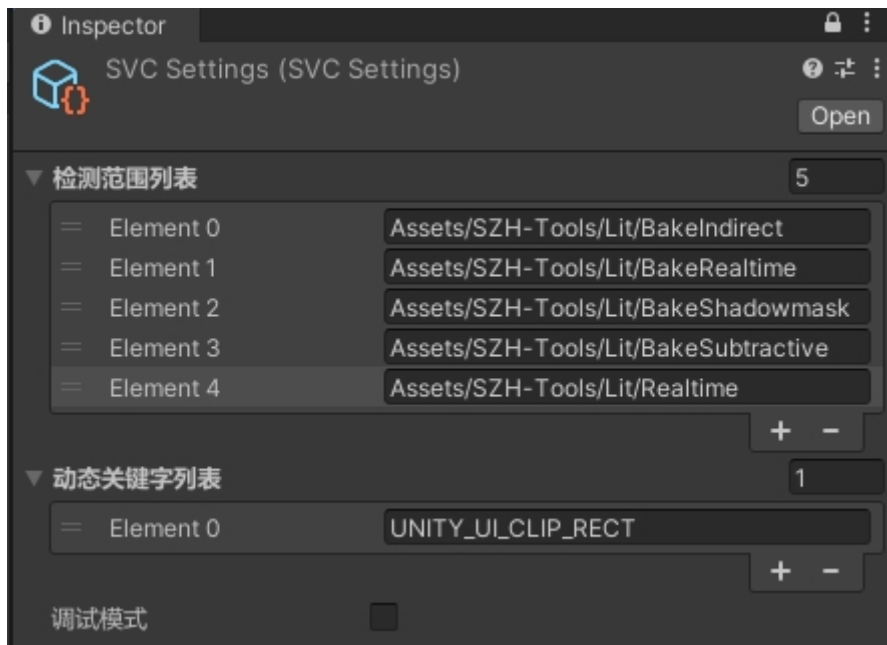 Inspector
SVC Settings (SVC Settings)
Open
检测范围列表 5
Element 0 Assets/SZH-Tools/Lit/BakeIndirect
Element 1 Assets/SZH-Tools/Lit/BakeRealtime
Element 2 Assets/SZH-Tools/Lit/BakeShadowmask
Element 3 Assets/SZH-Tools/Lit/BakeSubtractive
Element 4 Assets/SZH-Tools/Lit/Realtime
+ −
动态关键字列表 1
Element 0 UNITY_UI_CLIP_RECT
+ −
调试模式